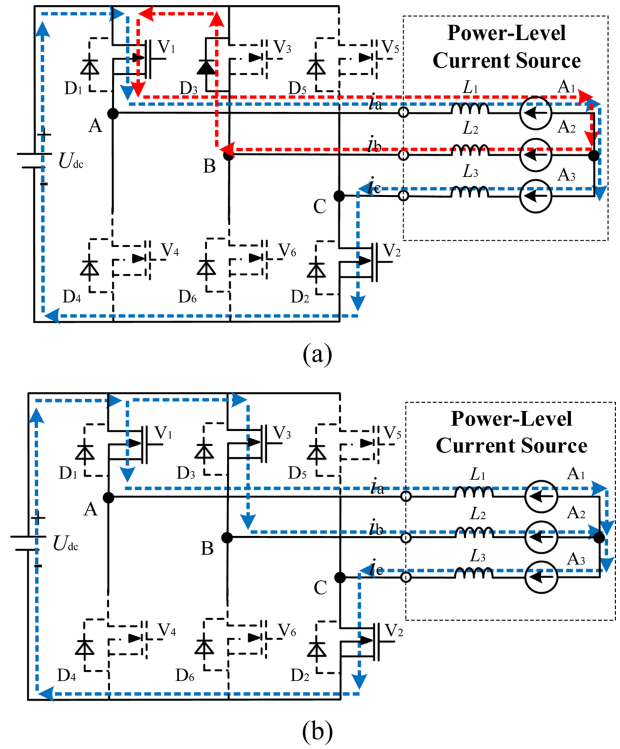 Power-Level
Current Source
V1 V3 V5
D1 D3 D5
A ia L1 A1
+
Udc
-
B ib L2 A2
C ic L3 A3
V4 V6 V2
D4 D6 D2
(a)
Power-Level
Current Source
V1 V3 V5
D1 D3 D5
A ia L1 A1
+
Udc
-
B ib L2 A2
C ic L3 A3
V4 V6 V2
D4 D6 D2
(b)